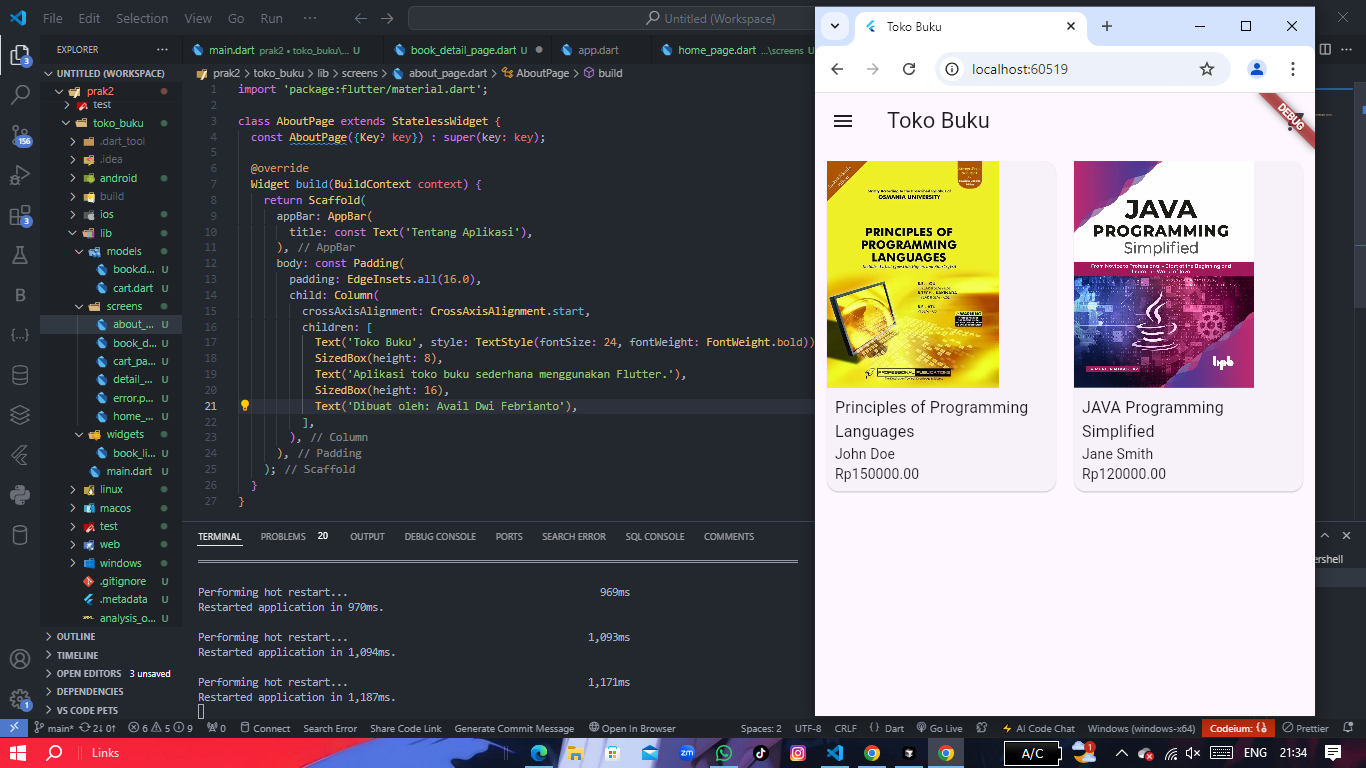 File Edit Selection View Go Run ··· Untitled (Workspace)
EXPLORER ···
main.dart prak2 • toko_buku\... U
book_detail_page.dart U
app.dart
home_page.dart ...\screens U
UNTITLED (WORKSPACE)
prak2
test
toko_buku
.dart_tool
.idea
android
build
ios
lib
models
book.d... U
cart.dart U
screens
about_... U
book_d... U
cart_pa... U
detail_... U
error.p... U
home_... U
widgets
book_li... U
main.dart U
linux
macos
test
web
windows
.gitignore U
.metadata U
analysis_o... U
OUTLINE
TIMELINE
OPEN EDITORS 3 unsaved
DEPENDENCIES
VS CODE PETS
3
156
3
1
prak2 > toko_buku > lib > screens > about_page.dart > AboutPage > build
1 import 'package:flutter/material.dart';
2
3 class AboutPage extends StatelessWidget {
4 const AboutPage({Key? key}) : super(key: key);
5
6 @override
7 Widget build(BuildContext context) {
8 return Scaffold(
9 appBar: AppBar(
10 title: const Text('Tentang Aplikasi'),
11 ), // AppBar
12 body: const Padding(
13 padding: EdgeInsets.all(16.0),
14 child: Column(
15 crossAxisAlignment: CrossAxisAlignment.start,
16 children: [
17 Text('Toko Buku', style: TextStyle(fontSize: 24, fontWeight: FontWeight.bold))
18 SizedBox(height: 8),
19 Text('Aplikasi toko buku sederhana menggunakan Flutter.'),
20 SizedBox(height: 16),
21 Text('Dibuat oleh: Avail Dwi Febrianto'),
22 ],
23 ), // Column
24 ), // Padding
25 ); // Scaffold
26 }
27 }
TERMINAL PROBLEMS 20 OUTPUT DEBUG CONSOLE PORTS SEARCH ERROR SQL CONSOLE COMMENTS
Performing hot restart... 969ms
Restarted application in 970ms.
Performing hot restart... 1,093ms
Restarted application in 1,094ms.
Performing hot restart... 1,171ms
Restarted application in 1,187ms.
ershell
Toko Buku
localhost:60519
Toko Buku
DEBUG
OSMANIA UNIVERSITY
PRINCIPLES OF
PROGRAMMING
LANGUAGES
PROFESSIONAL PUBLICATIONS
Principles of Programming
Languages
John Doe
Rp150000.00
JAVA
PROGRAMMING
Simplified
bpb
JAVA Programming
Simplified
Jane Smith
Rp120000.00
main* 2↓ 0↑ 6 5 9 0 Connect Search Error Share Code Link Generate Commit Message Open In Browser Spaces: 2 UTF-8 CRLF { } Dart Go Live AI Code Chat Windows (windows-x64) Codeium: {} Prettier
Links
zm
A/C
1
ENG 21:34